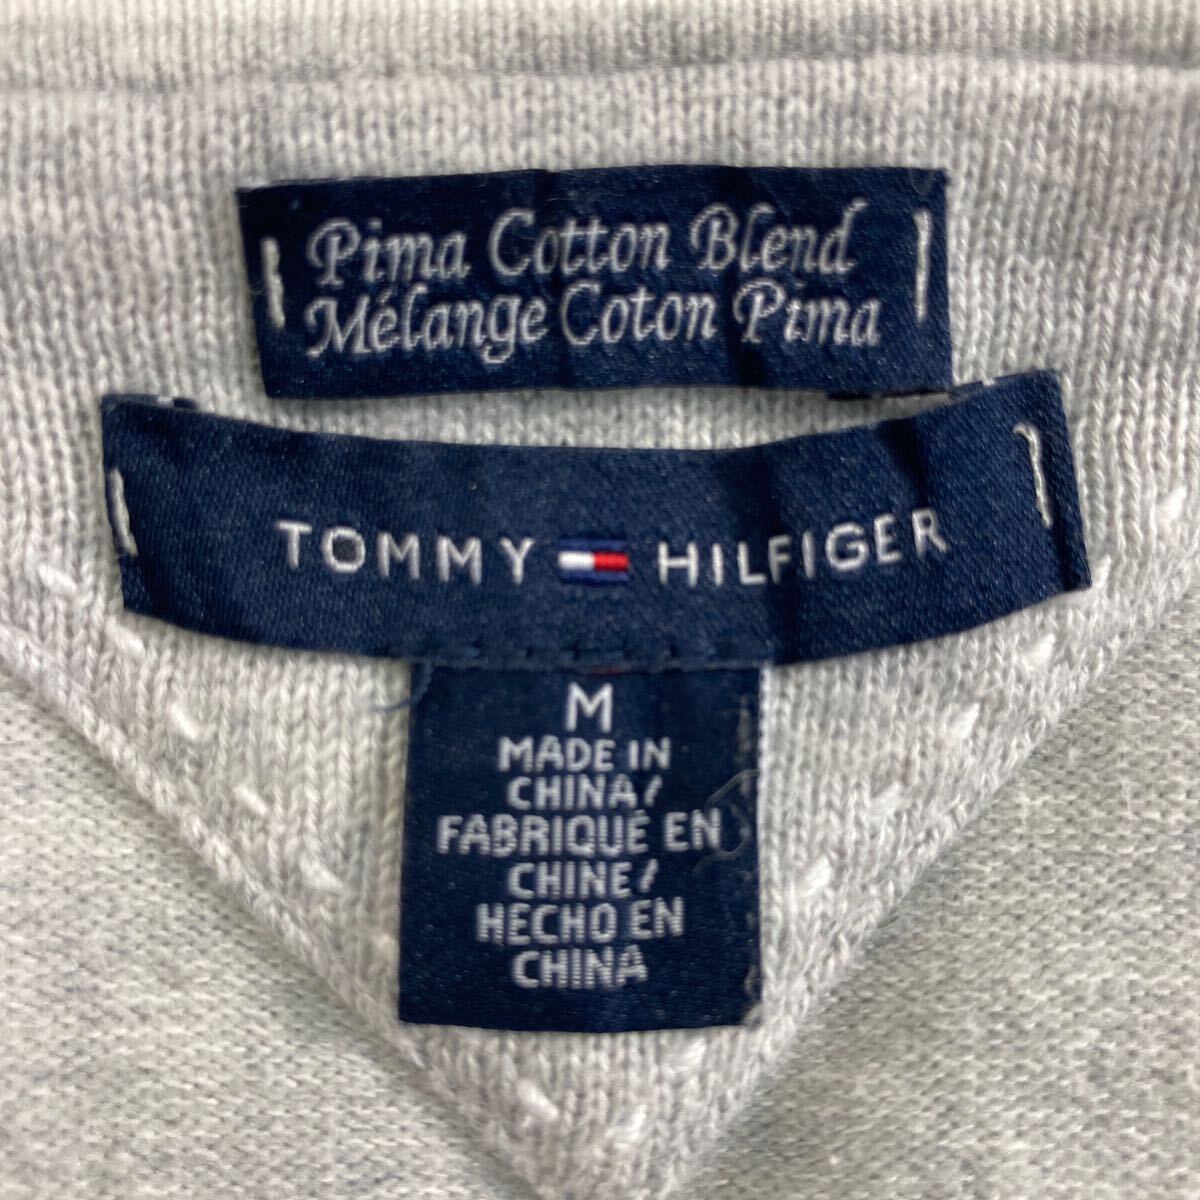 Pima Cotton Blend
Mélange Coton Pima
TOMMY HILFIGER
M
MADE IN
CHINA/
FABRIQUÉ EN
CHINE/
HECHO EN
CHINA